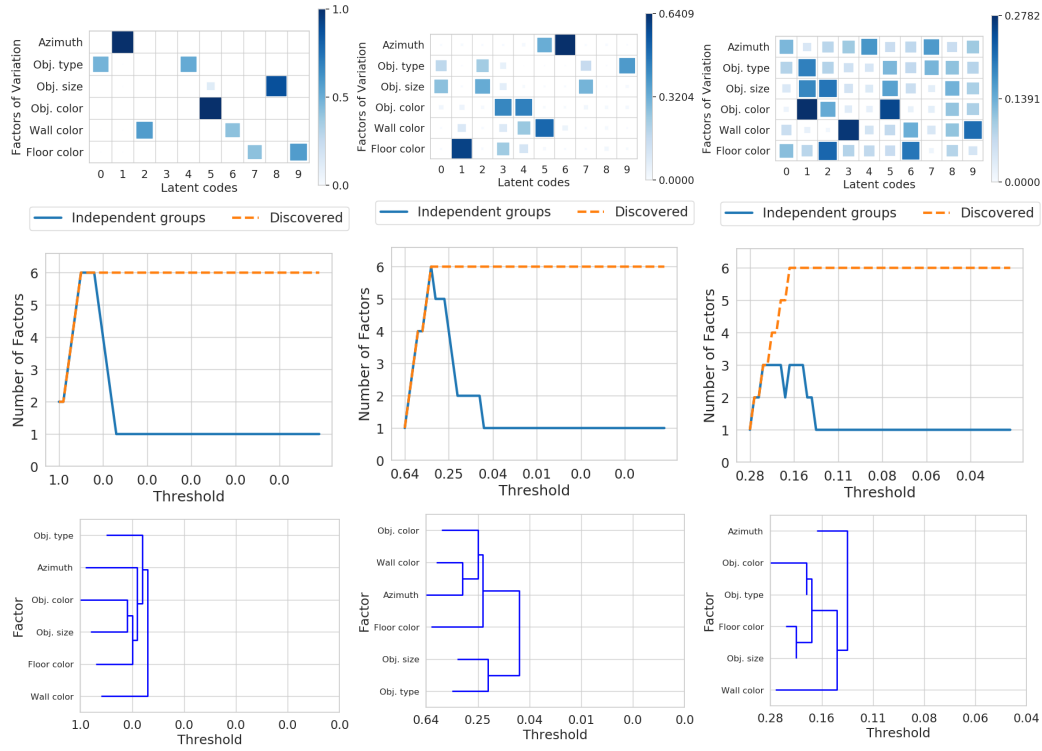 Factors of Variation
Azimuth
Obj. type
Obj. size
Obj. color
Wall color
Floor color
0 1 2 3 4 5 6 7 8 9
Latent codes
1.0
0.5
0.0
Factors of Variation
Azimuth
Obj. type
Obj. size
Obj. color
Wall color
Floor color
0 1 2 3 4 5 6 7 8 9
Latent codes
0.6409
0.3204
0.0000
Factors of Variation
Azimuth
Obj. type
Obj. size
Obj. color
Wall color
Floor color
0 1 2 3 4 5 6 7 8 9
Latent codes
0.2782
0.1391
0.0000
Independent groups Discovered
Number of Factors
6
5
4
3
2
1
0
1.0 0.0 0.0 0.0 0.0 0.0
Threshold
Independent groups Discovered
Number of Factors
6
5
4
3
2
1
0
0.64 0.25 0.04 0.01 0.0 0.0
Threshold
Independent groups Discovered
Number of Factors
6
5
4
3
2
1
0
0.28 0.16 0.11 0.08 0.06 0.04
Threshold
Factor
Obj. type
Azimuth
Obj. color
Obj. size
Floor color
Wall color
1.0 0.0 0.0 0.0 0.0 0.0
Threshold
Factor
Obj. color
Wall color
Azimuth
Floor color
Obj. size
Obj. type
0.64 0.25 0.04 0.01 0.0 0.0
Threshold
Factor
Azimuth
Obj. color
Obj. type
Floor color
Obj. size
Wall color
0.28 0.16 0.11 0.08 0.06 0.04
Threshold